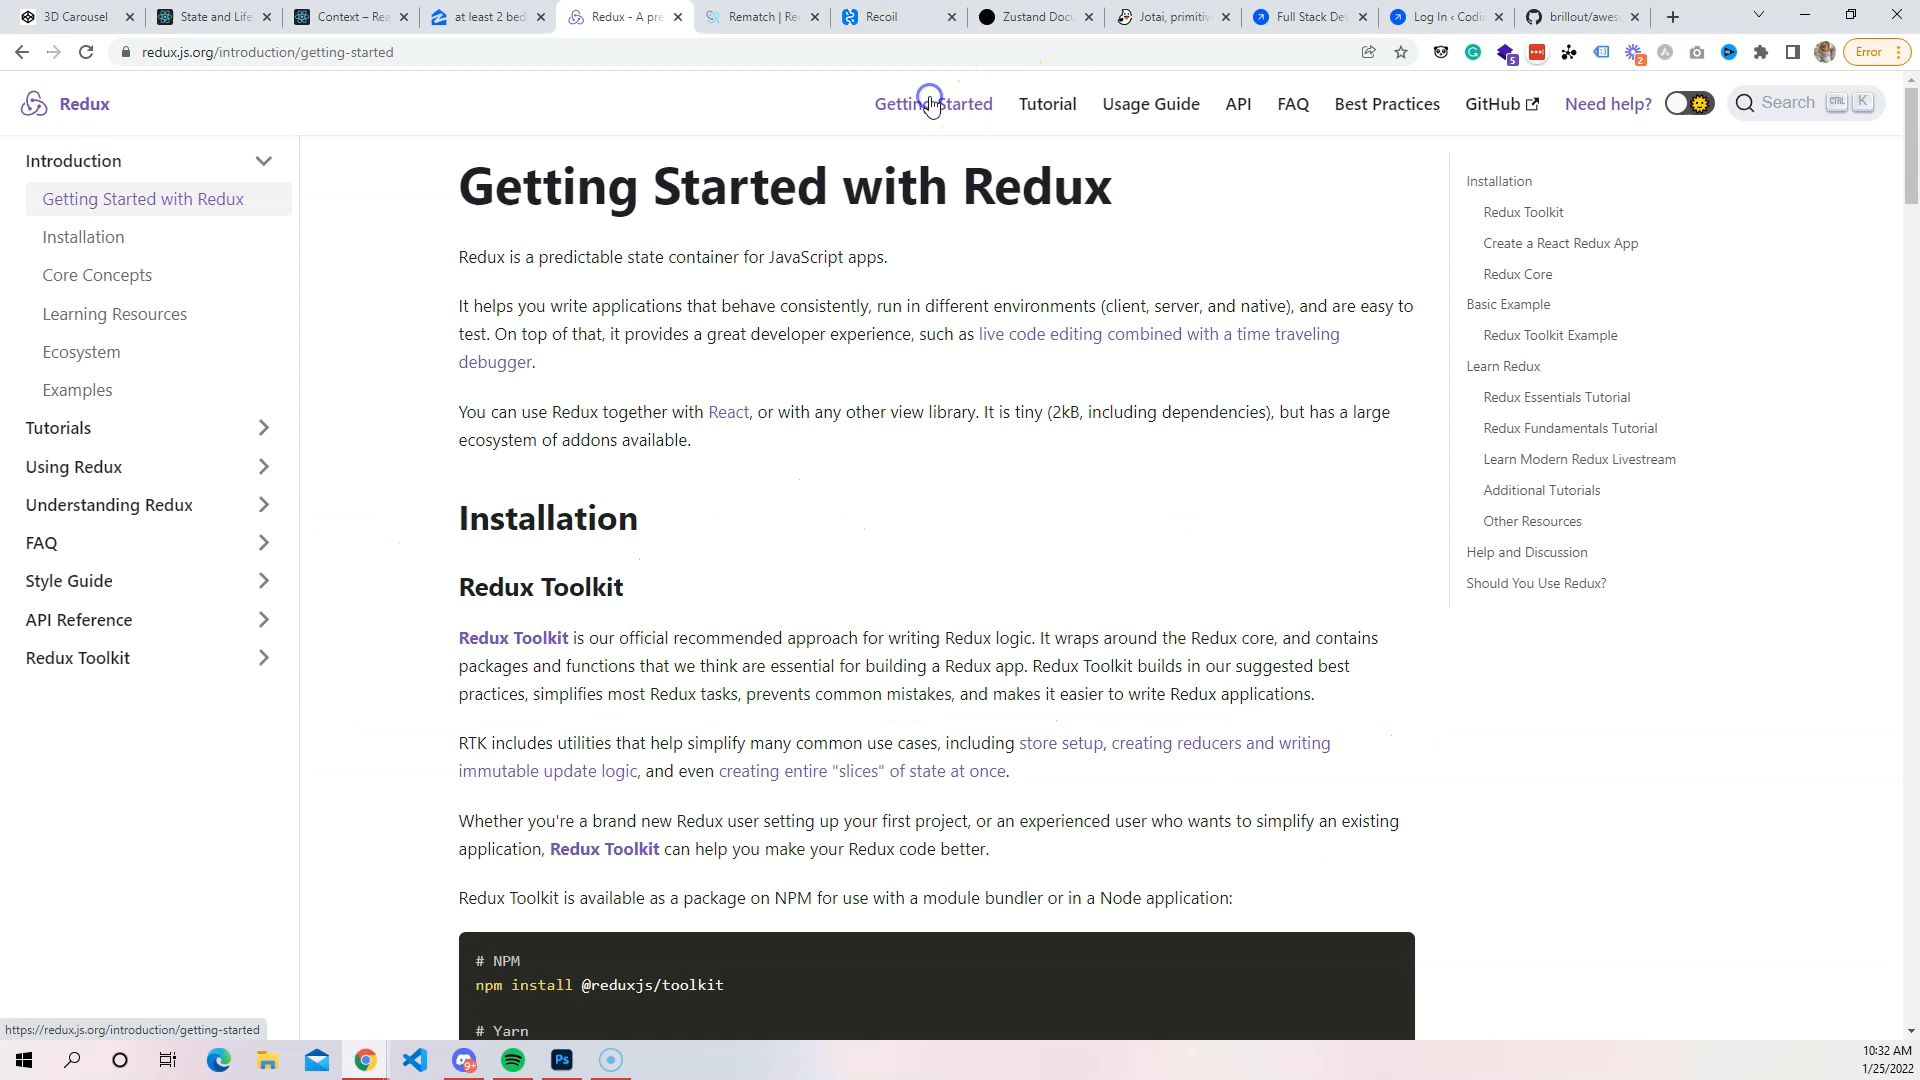 3D Carousel
State and Life
Context – Rea
at least 2 bed
Redux - A pre
Rematch | Re
Recoil
Zustand Docu
Jotai, primitiv
Full Stack Dev
Log In ‹ Codin
brillout/awes
redux.js.org/introduction/getting-started
5
2
Error
Redux
Getting Started
Tutorial
Usage Guide
API
FAQ
Best Practices
GitHub
Need help?
Search
CTRL
K
Introduction
Getting Started with Redux
Installation
Core Concepts
Learning Resources
Ecosystem
Examples
Tutorials
Using Redux
Understanding Redux
FAQ
Style Guide
API Reference
Redux Toolkit
Getting Started with Redux
Redux is a predictable state container for JavaScript apps.
It helps you write applications that behave consistently, run in different environments (client, server, and native), and are easy to
test. On top of that, it provides a great developer experience, such as live code editing combined with a time traveling
debugger.
You can use Redux together with React, or with any other view library. It is tiny (2kB, including dependencies), but has a large
ecosystem of addons available.
Installation
Redux Toolkit
Redux Toolkit is our official recommended approach for writing Redux logic. It wraps around the Redux core, and contains
packages and functions that we think are essential for building a Redux app. Redux Toolkit builds in our suggested best
practices, simplifies most Redux tasks, prevents common mistakes, and makes it easier to write Redux applications.
RTK includes utilities that help simplify many common use cases, including store setup, creating reducers and writing
immutable update logic, and even creating entire "slices" of state at once.
Whether you're a brand new Redux user setting up your first project, or an experienced user who wants to simplify an existing
application, Redux Toolkit can help you make your Redux code better.
Redux Toolkit is available as a package on NPM for use with a module bundler or in a Node application:
# NPM
npm install @reduxjs/toolkit
# Yarn
Installation
Redux Toolkit
Create a React Redux App
Redux Core
Basic Example
Redux Toolkit Example
Learn Redux
Redux Essentials Tutorial
Redux Fundamentals Tutorial
Learn Modern Redux Livestream
Additional Tutorials
Other Resources
Help and Discussion
Should You Use Redux?
https://redux.js.org/introduction/getting-started
9+
Ps
10:32 AM
1/25/2022